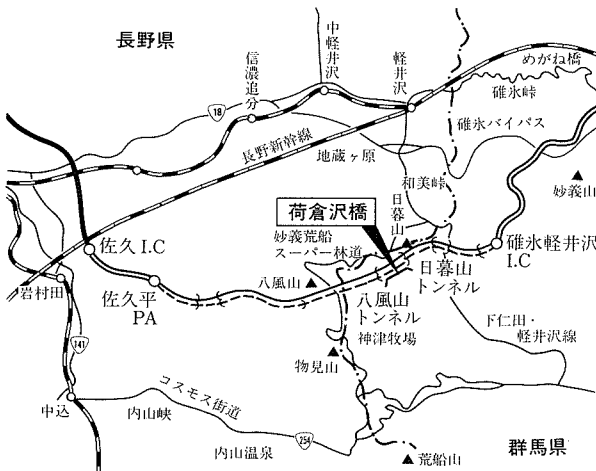 長野県
中軽井沢
軽井沢
信濃追分
めがね橋
18
碓氷峠
碓氷バイパス
長野新幹線
地蔵ヶ原
和美峠
妙義山
荷倉沢橋
日暮山
佐久I.C
妙義荒船
スーパー林道
碓氷軽井沢
I.C
八風山
日暮山
トンネル
岩村田
佐久平
PA
八風山
トンネル
神津牧場
下仁田・
軽井沢線
141
物見山
コスモス街道
中込
内山峡
254
内山温泉
荒船山
群馬県